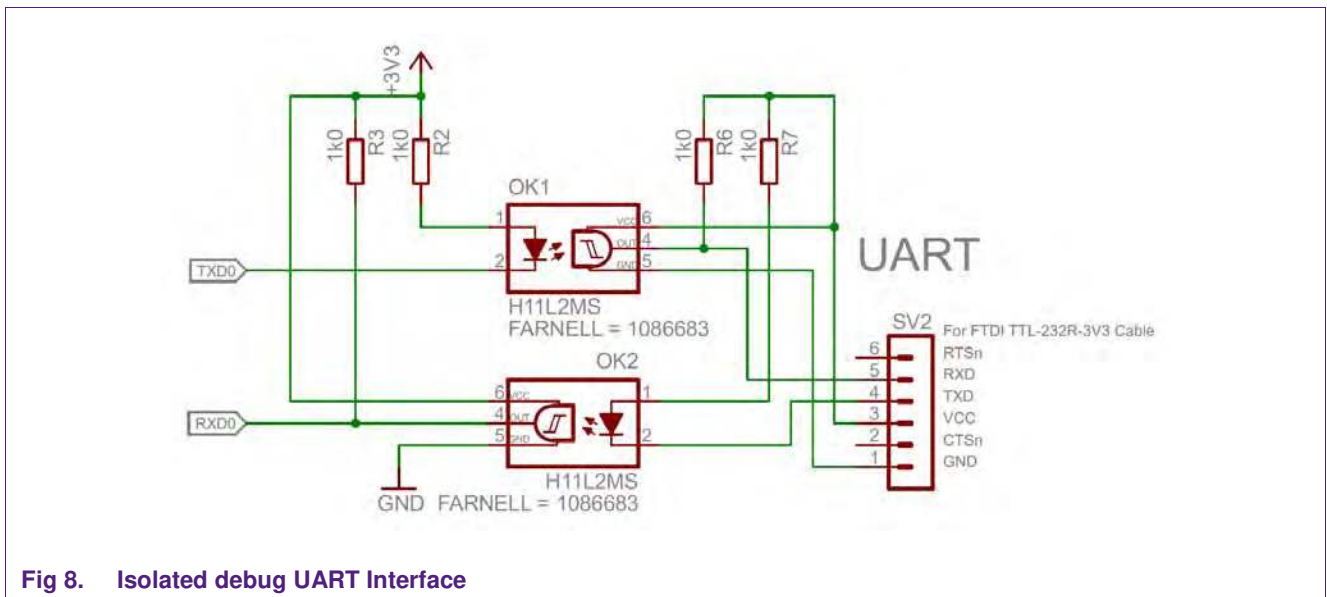 +3V3
1k0
R3
1k0
R2
1k0
R6
1k0
R7
OK1
1
2
VCC 6
OUT 4
GND 5
TXD0
H11L2MS
FARNELL = 1086683
UART
SV2
For FTDI TTL-232R-3V3 Cable
6 RTSn
5 RXD
4 TXD
3 VCC
2 CTSn
1 GND
OK2
6 VCC
4 OUT
5 GND
1
2
RXD0
GND
H11L2MS
FARNELL = 1086683
Fig 8. Isolated debug UART Interface